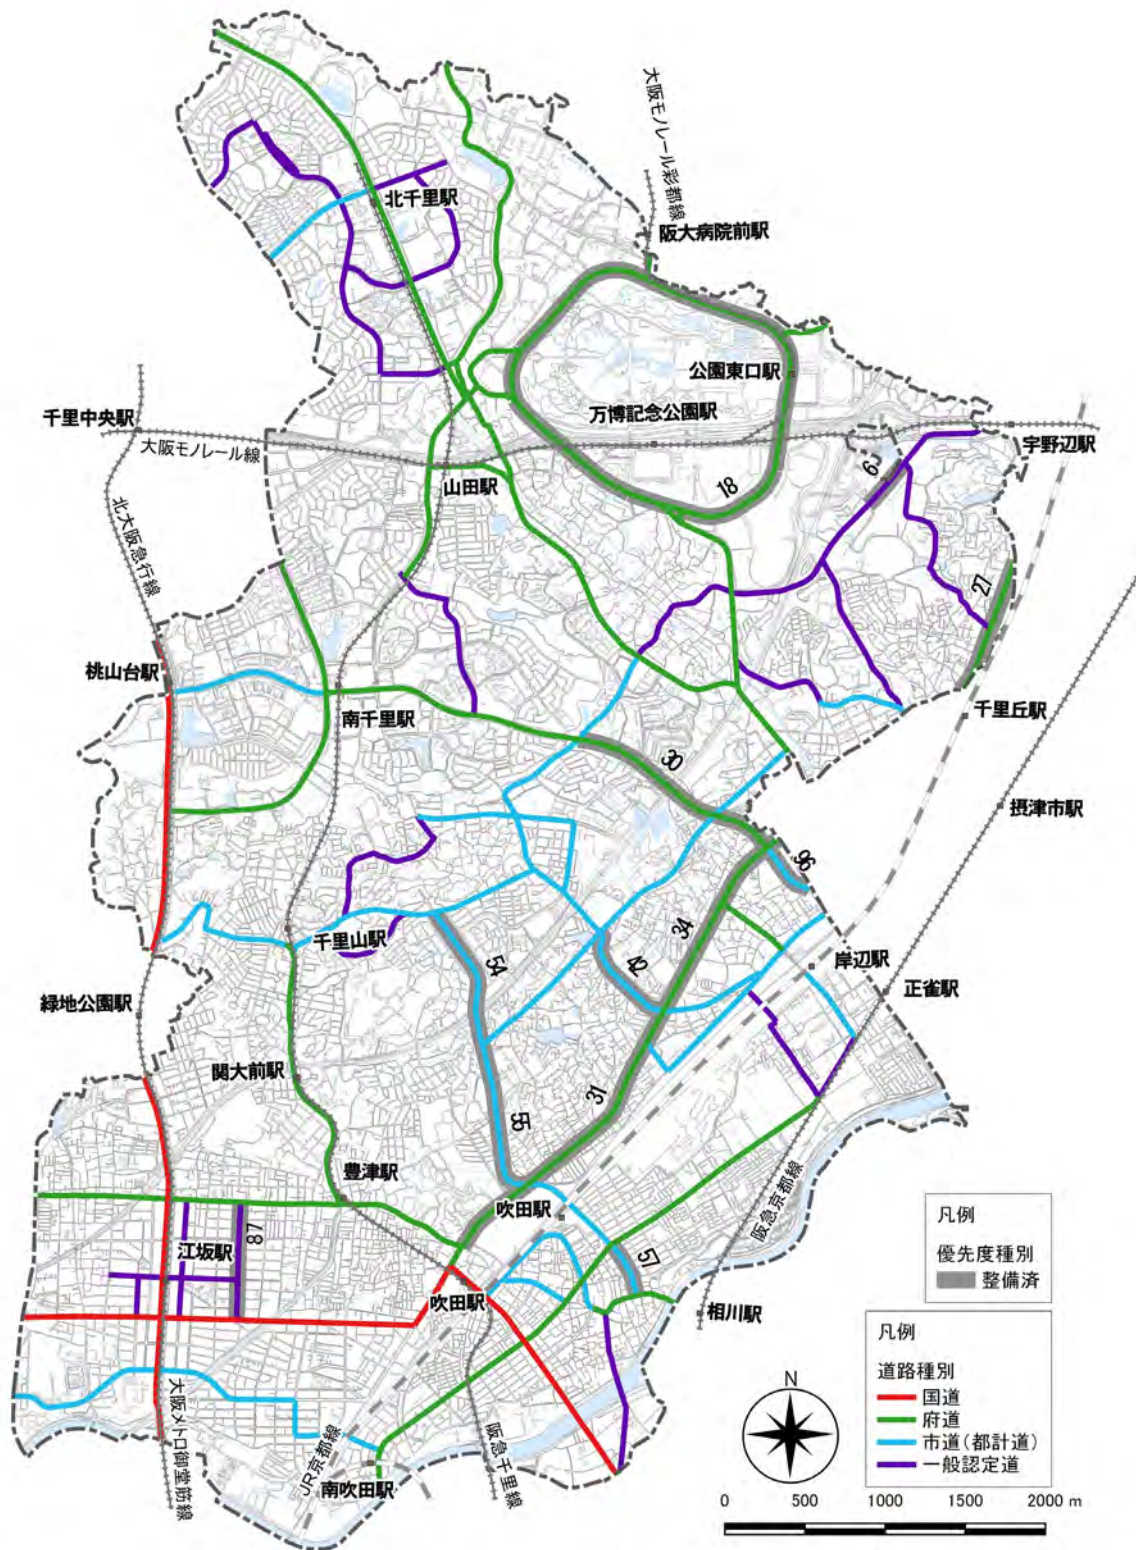 大阪モノレール彩都線
北千里駅
阪大病院前駅
公園東口駅
万博記念公園駅
千里中央駅
大阪モノレール線
宇野辺駅
山田駅
18
6
北大阪急行線
27
桃山台駅
南千里駅
千里丘駅
30
摂津市駅
96
千里山駅
34
54
42
岸辺駅
正雀駅
緑地公園駅
関大前駅
31
55
豊津駅
吹田駅
阪急京都線
江坂駅
87
57
吹田駅
相川駅
大阪メトロ御堂筋線
JR京都線
阪急千里線
南吹田駅
凡例
優先度種別
整備済
凡例
道路種別
国道
府道
市道(都計道)
一般認定道
N
0 500 1000 1500 2000 m